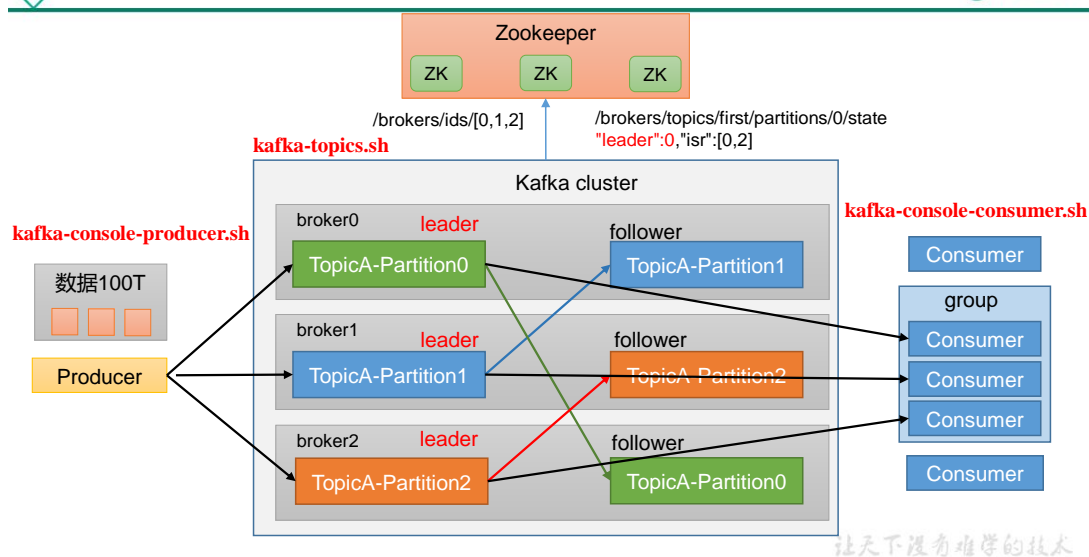 Zookeeper
ZK ZK ZK
/brokers/ids/[0,1,2]
/brokers/topics/first/partitions/0/state
"leader":0,"isr":[0,2]
kafka-topics.sh
Kafka cluster
kafka-console-producer.sh
kafka-console-consumer.sh
数据100T
Producer
broker0
leader
follower
TopicA-Partition0
TopicA-Partition1
broker1
leader
follower
TopicA-Partition1
TopicA-Partition2
broker2
leader
follower
TopicA-Partition2
TopicA-Partition0
Consumer
group
Consumer
Consumer
Consumer
Consumer
让天下没有难学的技术